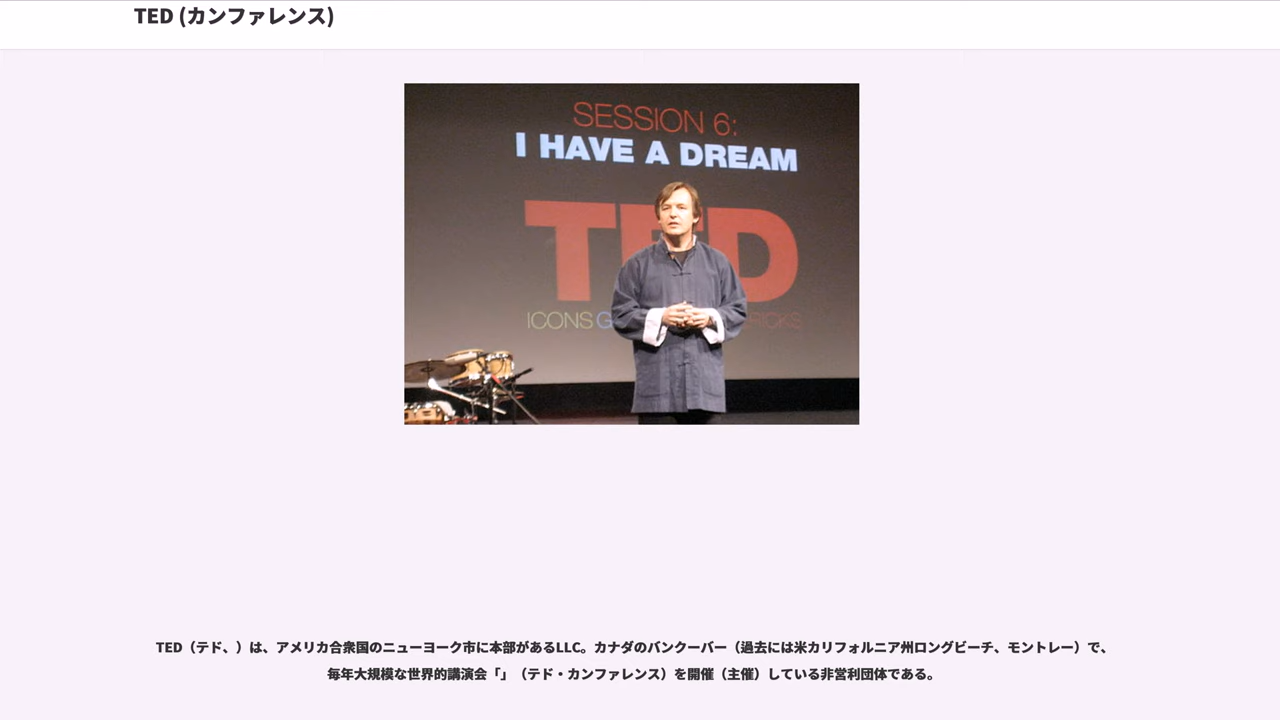 TED (カンファレンス)
SESSION 6:
I HAVE A DREAM
TED
ICONS G
RICKS
TED（テド、）は、アメリカ合衆国のニューヨーク市に本部があるLLC。カナダのバンクーバー（過去には米カリフォルニア州ロングビーチ、モントレー）で、
毎年大規模な世界的講演会「」（テド・カンファレンス）を開催（主催）している非営利団体である。